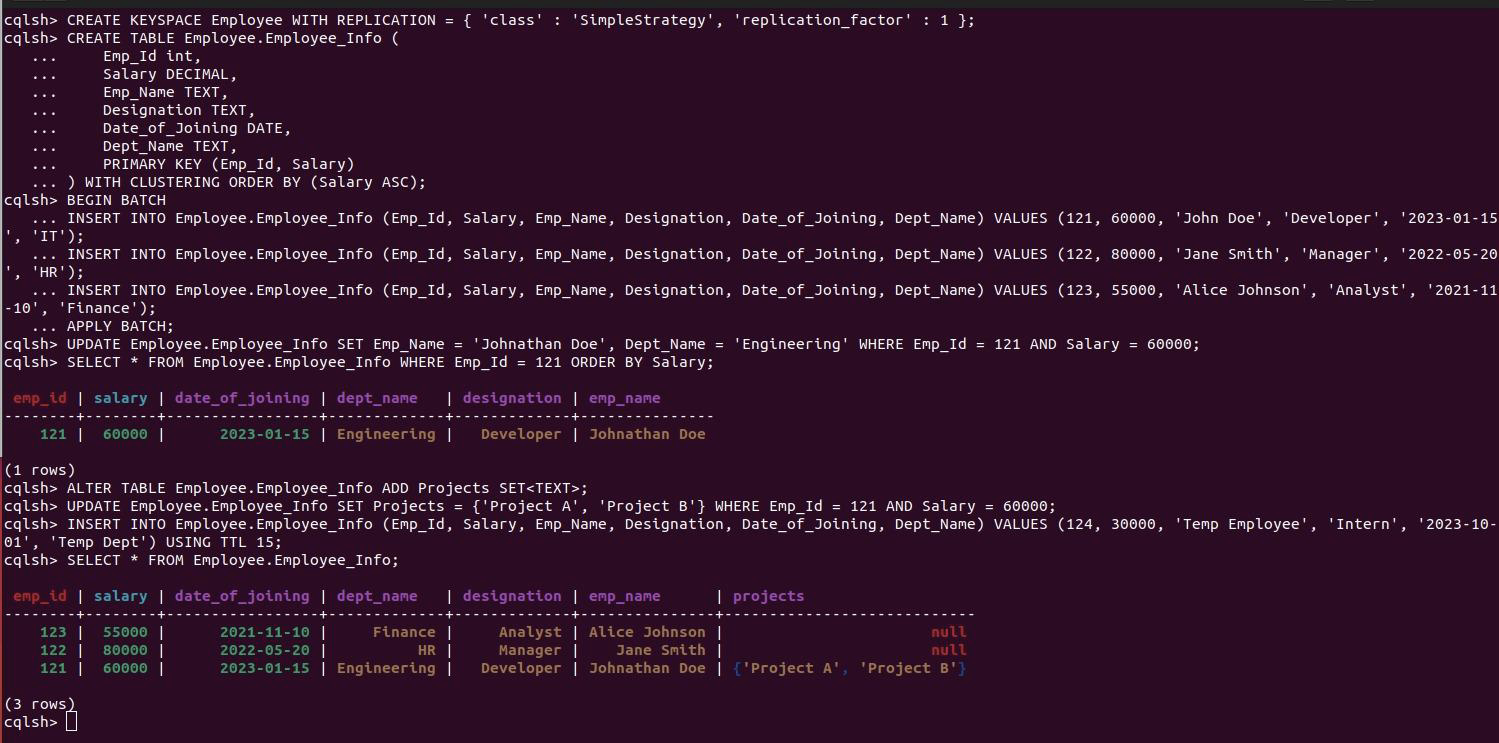 cqlsh> CREATE KEYSPACE Employee WITH REPLICATION = { 'class' : 'SimpleStrategy', 'replication_factor' : 1 };
cqlsh> CREATE TABLE Employee.Employee_Info (
   ...     Emp_Id int,
   ...     Salary DECIMAL,
   ...     Emp_Name TEXT,
   ...     Designation TEXT,
   ...     Date_of_Joining DATE,
   ...     Dept_Name TEXT,
   ...     PRIMARY KEY (Emp_Id, Salary)
   ... ) WITH CLUSTERING ORDER BY (Salary ASC);
cqlsh> BEGIN BATCH
   ... INSERT INTO Employee.Employee_Info (Emp_Id, Salary, Emp_Name, Designation, Date_of_Joining, Dept_Name) VALUES (121, 60000, 'John Doe', 'Developer', '2023-01-15
', 'IT');
   ... INSERT INTO Employee.Employee_Info (Emp_Id, Salary, Emp_Name, Designation, Date_of_Joining, Dept_Name) VALUES (122, 80000, 'Jane Smith', 'Manager', '2022-05-20
', 'HR');
   ... INSERT INTO Employee.Employee_Info (Emp_Id, Salary, Emp_Name, Designation, Date_of_Joining, Dept_Name) VALUES (123, 55000, 'Alice Johnson', 'Analyst', '2021-11
-10', 'Finance');
   ... APPLY BATCH;
cqlsh> UPDATE Employee.Employee_Info SET Emp_Name = 'Johnathan Doe', Dept_Name = 'Engineering' WHERE Emp_Id = 121 AND Salary = 60000;
cqlsh> SELECT * FROM Employee.Employee_Info WHERE Emp_Id = 121 ORDER BY Salary;
 emp_id | salary | date_of_joining | dept_name   | designation | emp_name
--------+--------+-----------------+-------------+-------------+---------------
    121 |  60000 |      2023-01-15 | Engineering |   Developer | Johnathan Doe
(1 rows)
cqlsh> ALTER TABLE Employee.Employee_Info ADD Projects SET<TEXT>;
cqlsh> UPDATE Employee.Employee_Info SET Projects = {'Project A', 'Project B'} WHERE Emp_Id = 121 AND Salary = 60000;
cqlsh> INSERT INTO Employee.Employee_Info (Emp_Id, Salary, Emp_Name, Designation, Date_of_Joining, Dept_Name) VALUES (124, 30000, 'Temp Employee', 'Intern', '2023-10-
01', 'Temp Dept') USING TTL 15;
cqlsh> SELECT * FROM Employee.Employee_Info;
 emp_id | salary | date_of_joining | dept_name   | designation | emp_name      | projects
--------+--------+-----------------+-------------+-------------+---------------+----------------------------
    123 |  55000 |      2021-11-10 |     Finance |     Analyst | Alice Johnson |                       null
    122 |  80000 |      2022-05-20 |          HR |     Manager |    Jane Smith |                       null
    121 |  60000 |      2023-01-15 | Engineering |   Developer | Johnathan Doe | {'Project A', 'Project B'}
(3 rows)
cqlsh>